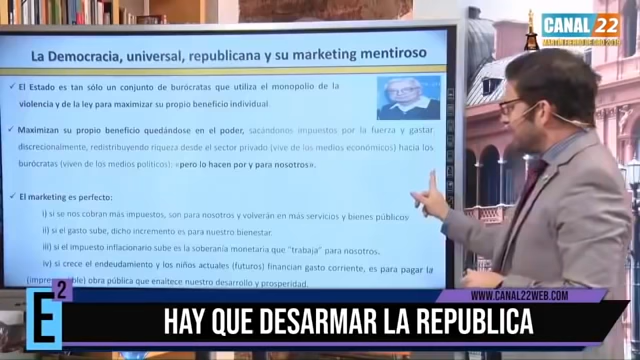 CANAL 22
La Democracia, universal, republicana y su marketing mentiroso
✓ El Estado es tan sólo un conjunto de burócratas que utiliza el monopolio de la
violencia y de la ley para maximizar su propio beneficio individual.
✓ Maximizan su propio beneficio quedándose en el poder, sacándonos impuestos por la fuerza y gastar
discrecionalmente, redistribuyendo riqueza desde el sector privado (vive de los medios económicos) hacia los
burócratas (viven de los medios políticos), «pero lo hacen por y para nosotros».
✓ El marketing es perfecto:
i) si se nos cobran más impuestos, son para nosotros y volverán en más servicios y bienes públicos
ii) si el gasto sube, dicho incremento es para nuestro bienestar.
iii) si el impuesto inflacionario sube es la soberanía monetaria que "trabaja" para nosotros.
iv) si crece el endeudamiento y los niños actuales (futuros) financian gasto corriente, es para pagar la
obra pública que enaltece nuestro desarrollo y prosperidad.
E2
WWW.CANAL22WEB.COM
HAY QUE DESARMAR LA REPUBLICA